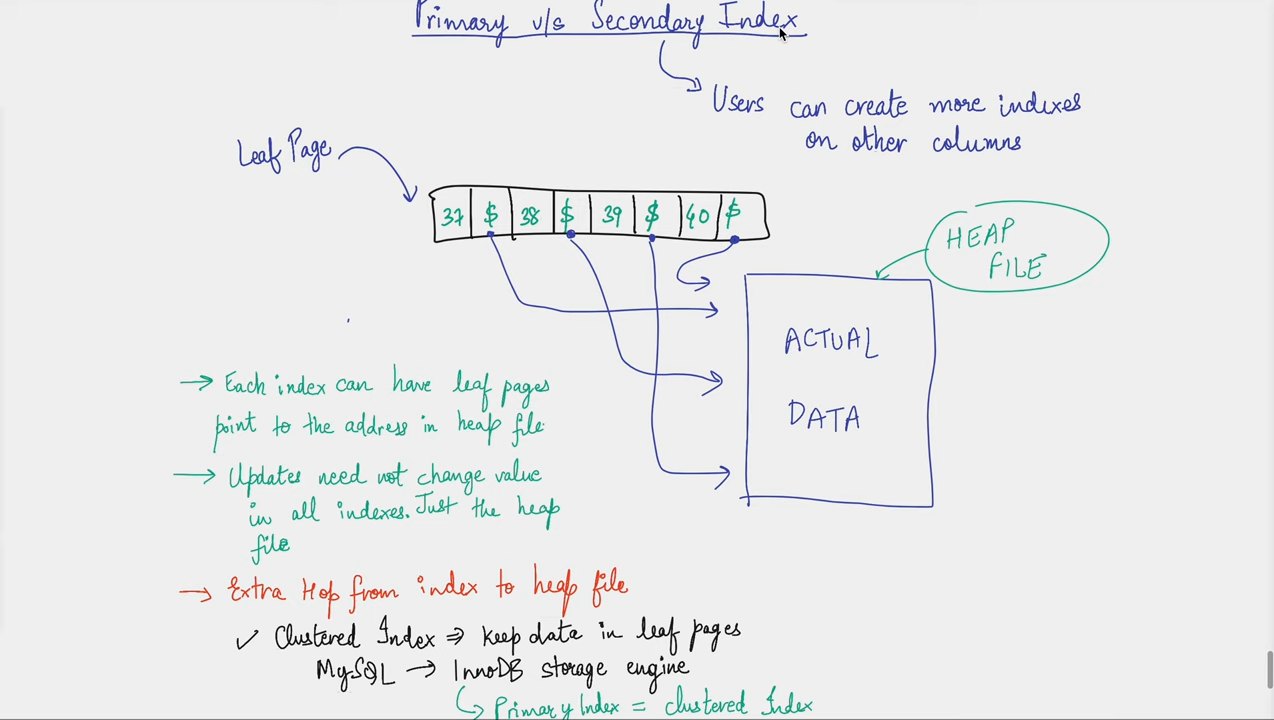 Primary v/s Secondary Index
Users can create more indexes
on other columns
Leaf Page
37 $ 38 $ 39 $ 40 $
HEAP
FILE
ACTUAL
DATA
→ Each index can have leaf pages
point to the address in heap file.
→ Updates need not change value
in all indexes. Just the heap
file
→ Extra Hop from index to heap file
✓ Clustered Index ⇒ keep data in leaf pages
MySQL → InnoDB storage engine
↳ Primary Index = clustered Index